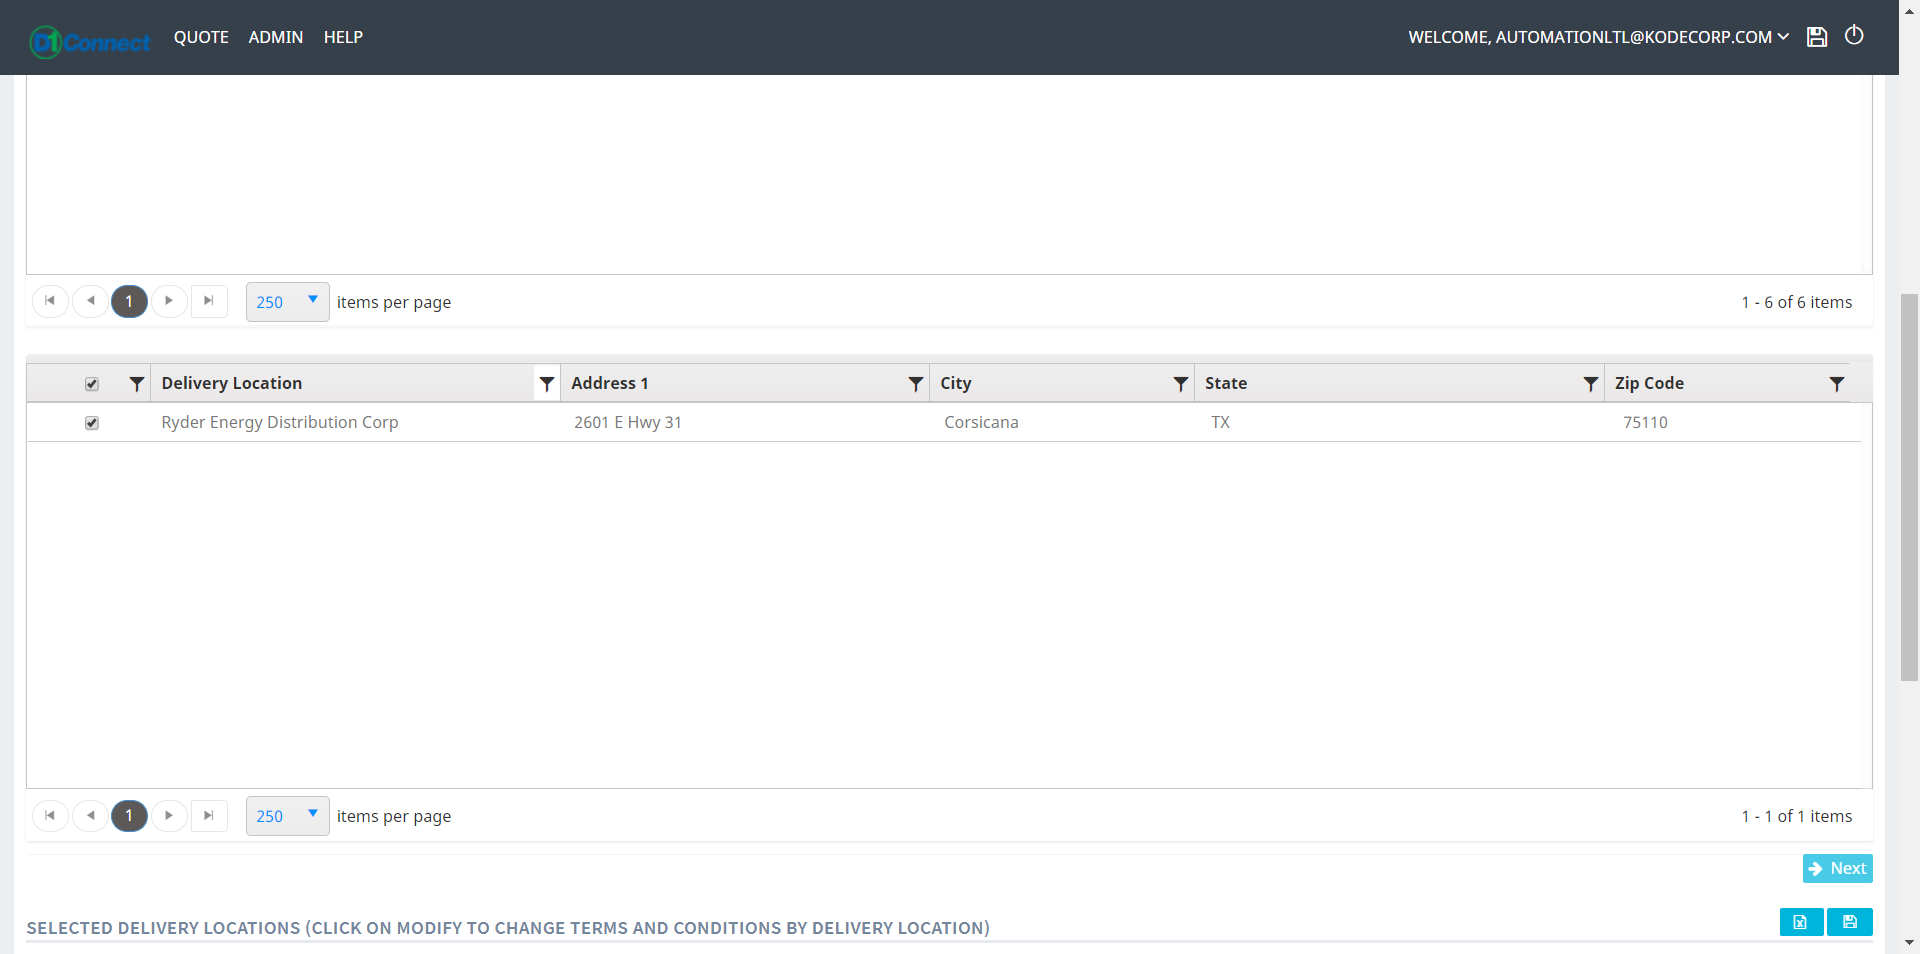 D1Connect QUOTE ADMIN HELP WELCOME, AUTOMATIONLTL@KODECORP.COM
1 250 items per page 1 - 6 of 6 items
Delivery Location Address 1 City State Zip Code
Ryder Energy Distribution Corp 2601 E Hwy 31 Corsicana TX 75110
1 250 items per page 1 - 1 of 1 items
Next
SELECTED DELIVERY LOCATIONS (CLICK ON MODIFY TO CHANGE TERMS AND CONDITIONS BY DELIVERY LOCATION)